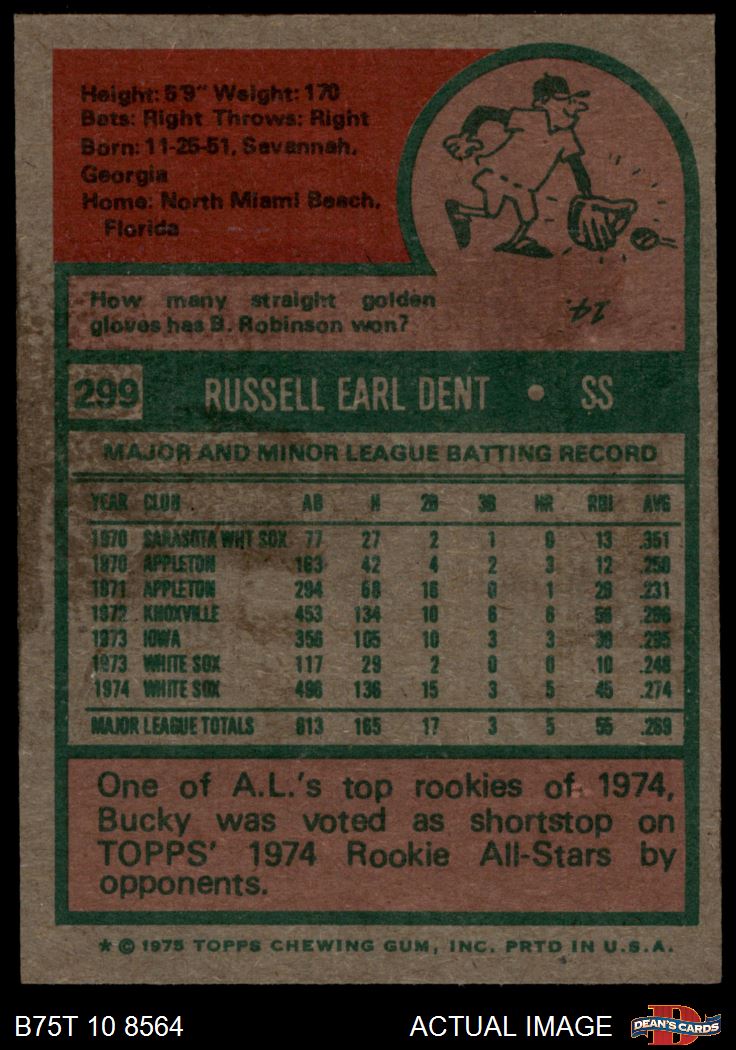 Height: 5'9" Weight: 170
Bats: Right Throws: Right
Born: 11-25-51, Savannah,
Georgia
Home: North Miami Beach,
Florida
How many straight golden
gloves has B. Robinson won?
14.
299 RUSSELL EARL DENT • SS
MAJOR AND MINOR LEAGUE BATTING RECORD
YEAR CLUB AB H 2B 3B HR RBI AVG
1970 SARASOTA WHT SOX 77 27 2 1 0 13 .351
1970 APPLETON 163 42 4 2 3 12 .258
1971 APPLETON 294 68 16 0 1 29 .231
1972 KNOXVILLE 453 134 10 6 6 56 .296
1973 IOWA 356 105 10 3 3 39 .295
1973 WHITE SOX 117 29 2 0 0 10 .248
1974 WHITE SOX 496 136 15 3 5 45 .274
MAJOR LEAGUE TOTALS 613 165 17 3 5 55 .269
One of A.L.'s top rookies of 1974,
Bucky was voted as shortstop on
TOPPS' 1974 Rookie All-Stars by
opponents.
* © 1975 TOPPS CHEWING GUM, INC. PRTD IN U.S.A.
B75T 10 8564 ACTUAL IMAGE DEAN'S CARDS